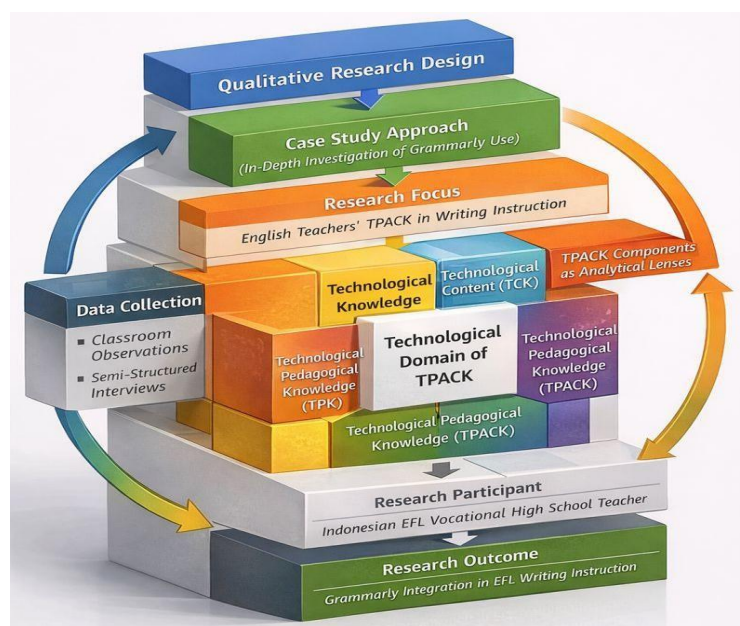 Qualitative Research Design
Case Study Approach
(In-Depth Investigation of Grammarly Use)
Research Focus
English Teachers' TPACK in Writing Instruction
TPACK Components
as Analytical Lenses
Technological
Knowledge
Technological
Content (TCK)
Data Collection
▪ Classroom
Observations
▪ Semi-Structured
Interviews
Technological
Pedagogical
Knowledge
(TPK)
Technological
Domain of
TPACK
Technological
Pedagogical
Knowledge
(TPACK)
Technological Pedagogical
Knowledge (TPACK)
Research Participant
Indonesian EFL Vocational High School Teacher
Research Outcome
Grammarly Integration in EFL Writing Instruction